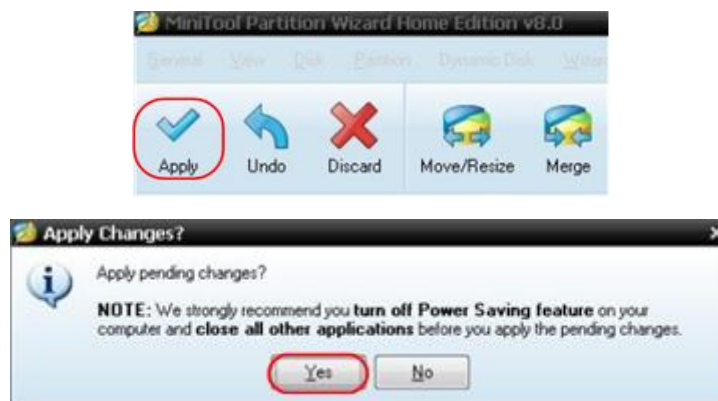 MiniTool Partition Wizard Home Edition v8.0
General View Disk Partition Dynamic Disk
Apply Undo Discard Move/Resize Merge
Apply Changes?
Apply pending changes?
NOTE: We strongly recommend you turn off Power Saving feature on your
computer and close all other applications before you apply the pending changes.
Yes No